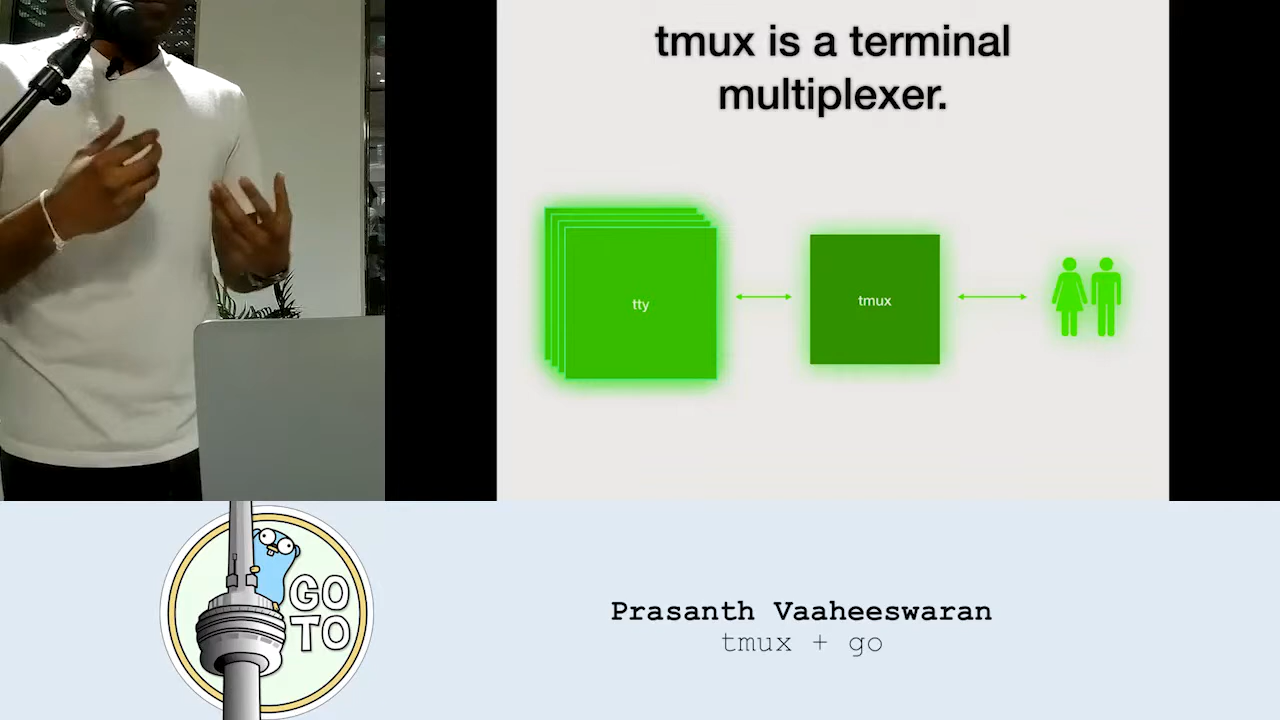 tmux is a terminal
multiplexer.
tty
tmux
GO
TO
Prasanth Vaaheeswaran
tmux + go